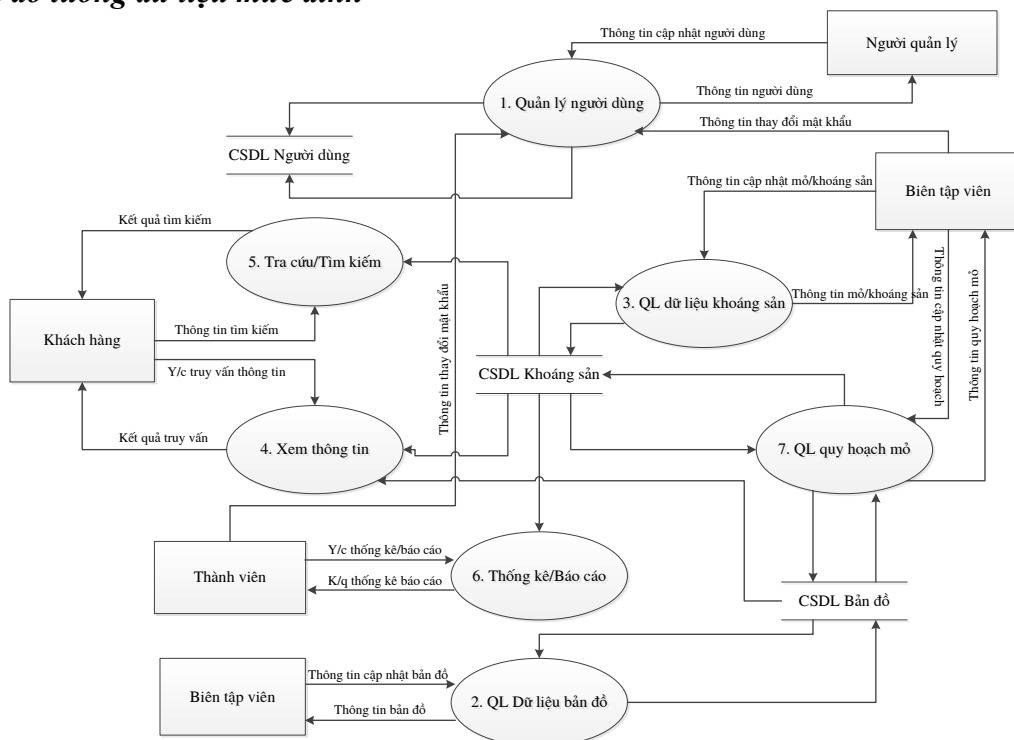 luồng dữ liệu mức đỉnh
Thông tin cập nhật người dùng
Người quản lý
1. Quản lý người dùng
Thông tin người dùng
Thông tin thay đổi mật khẩu
CSDL Người dùng
Thông tin cập nhật mỏ/khoáng sản
Biên tập viên
Kết quả tìm kiếm
5. Tra cứu/Tìm kiếm
3. QL dữ liệu khoáng sản
Thông tin mỏ/khoáng sản
Thông tin cập nhật quy hoạch
Thông tin quy hoạch mỏ
Khách hàng
Thông tin tìm kiếm
Y/c truy vấn thông tin
Thông tin thay đổi mật khẩu
CSDL Khoáng sản
Kết quả truy vấn
4. Xem thông tin
7. QL quy hoạch mỏ
Thành viên
Y/c thống kê/báo cáo
K/q thống kê báo cáo
6. Thống kê/Báo cáo
CSDL Bản đồ
Biên tập viên
Thông tin cập nhật bản đồ
Thông tin bản đồ
2. QL Dữ liệu bản đồ